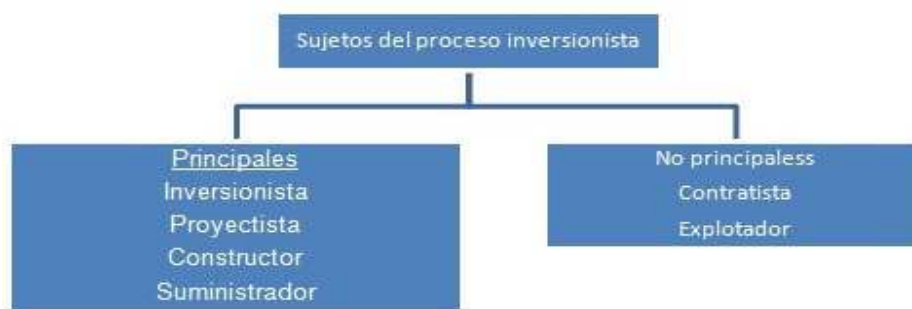 Sujetos del proceso inversionista
Principales
Inversionista
Proyectista
Constructor
Suministrador
No principaless
Contratista
Explotador